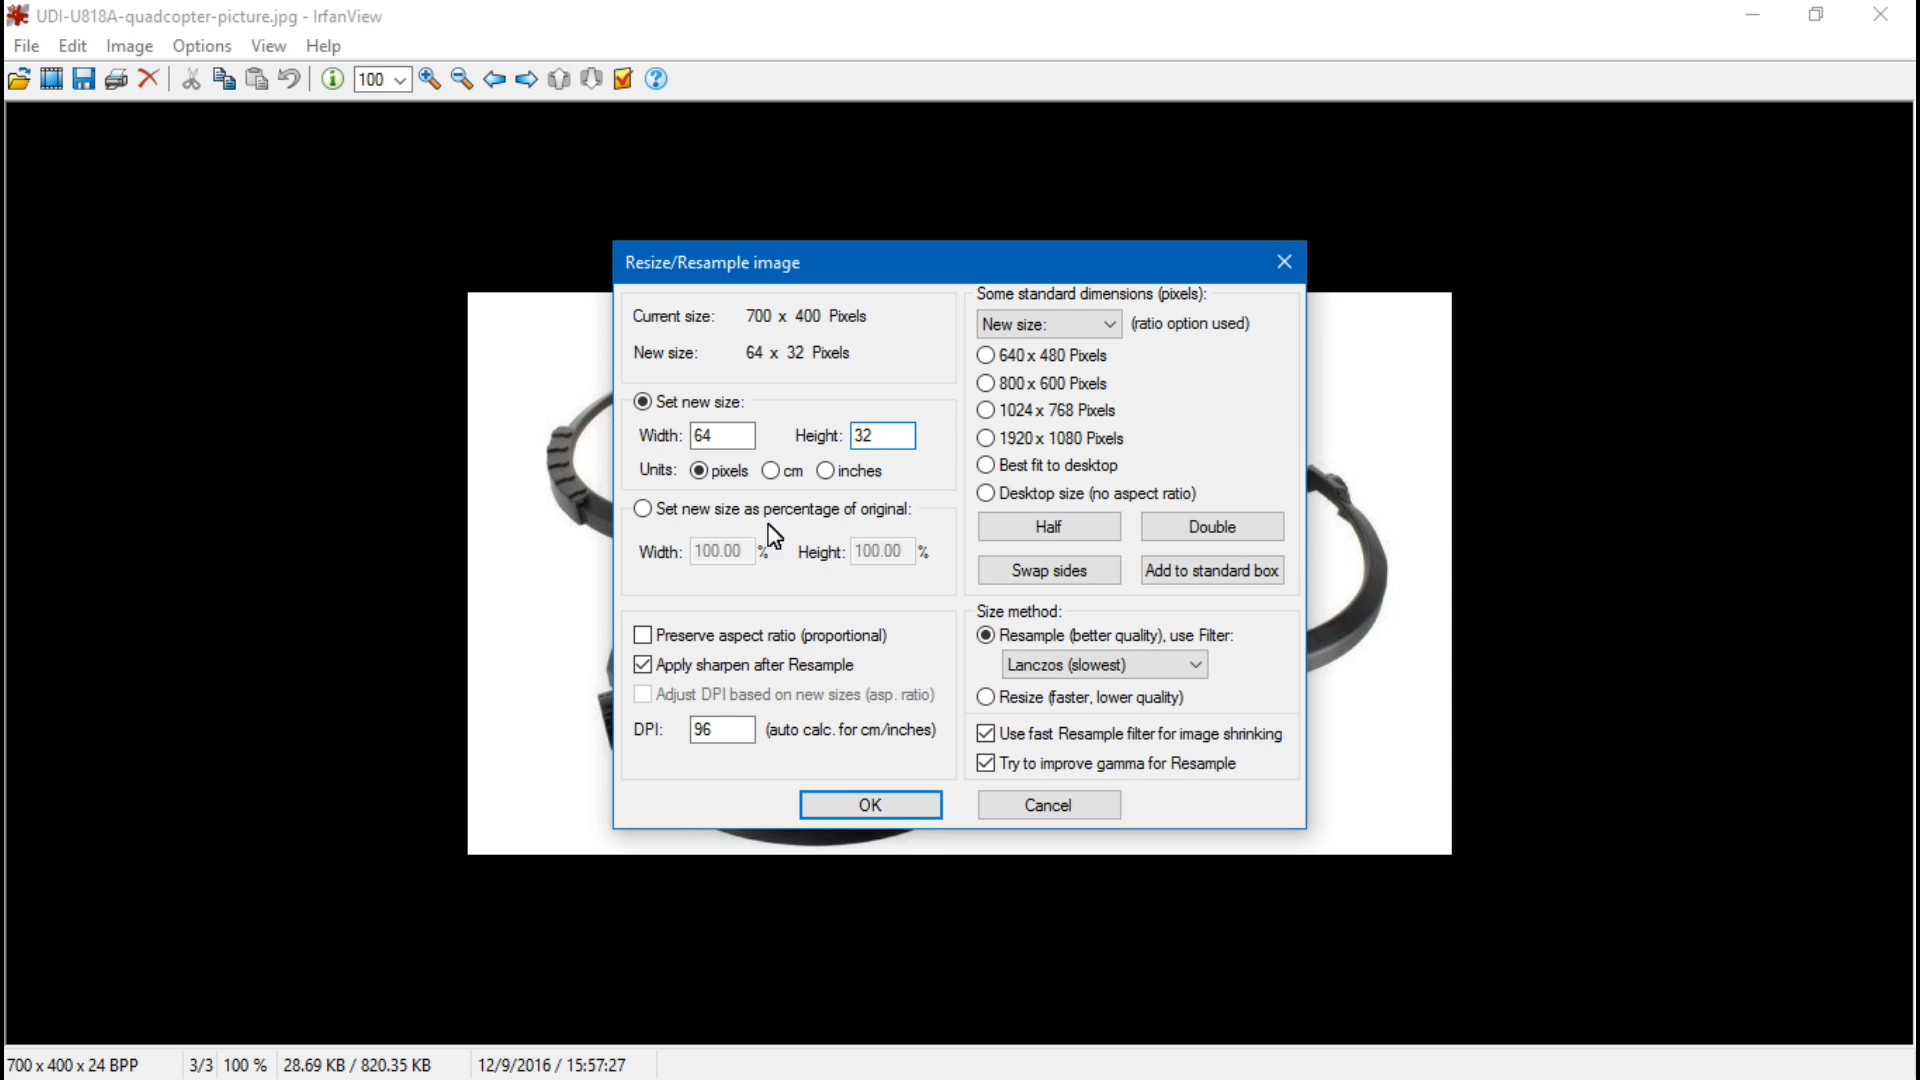 UDI-U818A-quadcopter-picture.jpg - IrfanView
File Edit Image Options View Help
100
Resize/Resample image
Current size: 700 x 400 Pixels
New size: 64 x 32 Pixels
Set new size:
Width: 64 Height: 32
Units: pixels cm inches
Set new size as percentage of original:
Width: 100.00 % Height: 100.00 %
Preserve aspect ratio (proportional)
Apply sharpen after Resample
Adjust DPI based on new sizes (asp. ratio)
DPI: 96 (auto calc. for cm/inches)
Some standard dimensions (pixels):
New size: (ratio option used)
640 x 480 Pixels
800 x 600 Pixels
1024 x 768 Pixels
1920 x 1080 Pixels
Best fit to desktop
Desktop size (no aspect ratio)
Half Double
Swap sides Add to standard box
Size method:
Resample (better quality), use Filter:
Lanczos (slowest)
Resize (faster, lower quality)
Use fast Resample filter for image shrinking
Try to improve gamma for Resample
OK Cancel
700 x 400 x 24 BPP 3/3 100 % 28.69 KB / 820.35 KB 12/9/2016 / 15:57:27